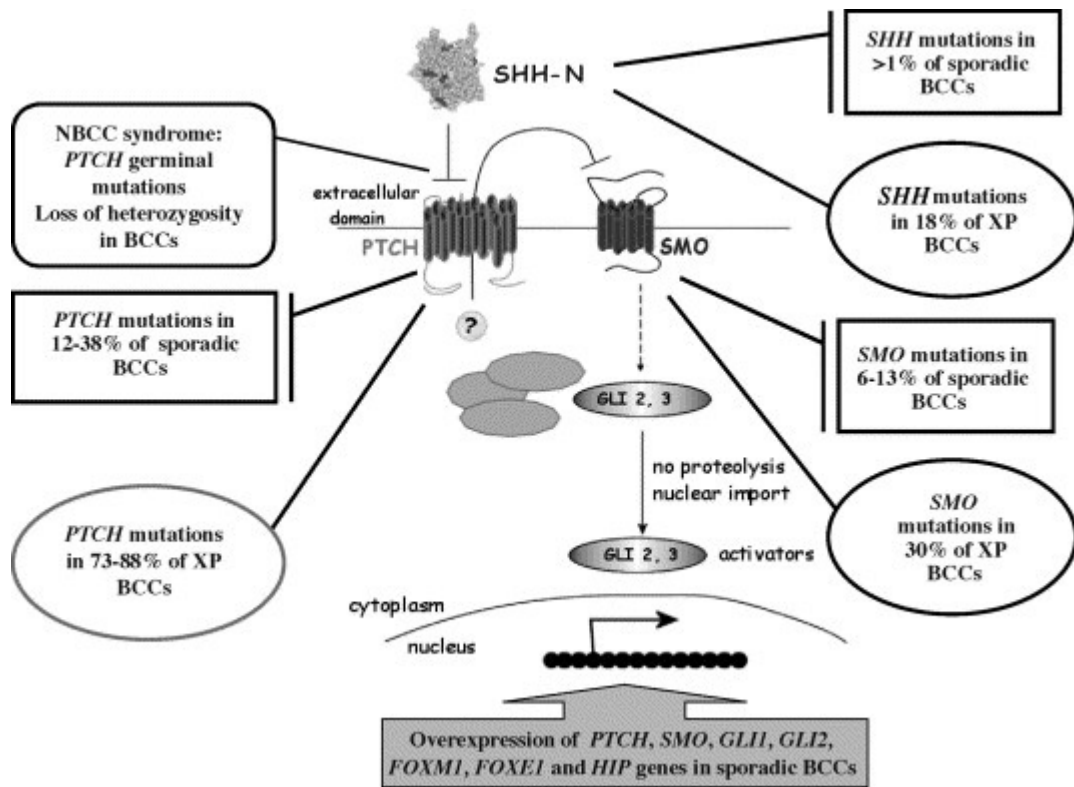 SHH-N
SHH mutations in
>1% of sporadic
BCCs
NBCC syndrome:
PTCH germinal
mutations
Loss of heterozygosity
in BCCs
extracellular
domain
PTCH
SMO
SHH mutations
in 18% of XP
BCCs
PTCH mutations in
12-38% of sporadic
BCCs
?
SMO mutations in
6-13% of sporadic
BCCs
GLI 2, 3
no proteolysis
nuclear import
PTCH mutations
in 73-88% of XP
BCCs
SMO
mutations in
30% of XP
BCCs
GLI 2, 3
activators
cytoplasm
nucleus
Overexpression of PTCH, SMO, GLI1, GLI2,
FOXM1, FOXE1 and HIP genes in sporadic BCCs